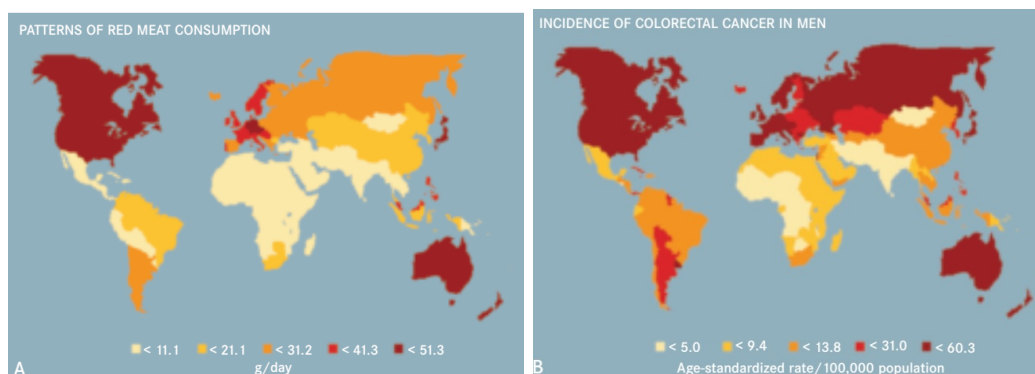 PATTERNS OF RED MEAT CONSUMPTION
< 11.1 < 21.1 < 31.2 < 41.3 < 51.3
g/day
A
INCIDENCE OF COLORECTAL CANCER IN MEN
< 5.0 < 9.4 < 13.8 < 31.0 < 60.3
Age-standardized rate/100,000 population
B